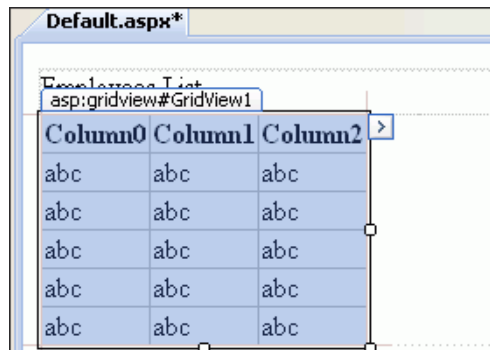 Default.aspx*
Employees List
asp:gridview#GridView1
Column0 Column1 Column2
abc abc abc
abc abc abc
abc abc abc
abc abc abc
abc abc abc